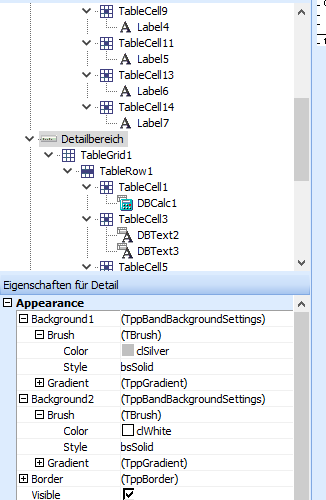 TableCell9
Label4
TableCell11
Label5
TableCell13
Label6
TableCell14
Label7
Detailbereich
TableGrid1
TableRow1
TableCell1
DBCalc1
TableCell3
DBText2
DBText3
TableCell5
Eigenschaften für Detail
Appearance
Background1 (TppBandBackgroundSettings)
Brush (TBrush)
Color clSilver
Style bsSolid
Gradient (TppGradient)
Background2 (TppBandBackgroundSettings)
Brush (TBrush)
Color clWhite
Style bsSolid
Gradient (TppGradient)
Border (TppBorder)
Visible